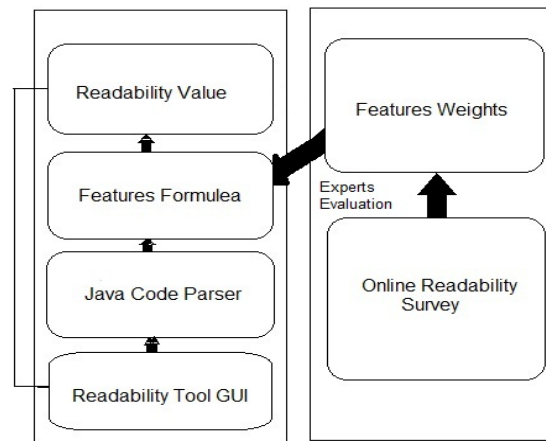 Readability Value
Features Formulea
Java Code Parser
Readability Tool GUI
Features Weights
Experts
Evaluation
Online Readability
Survey